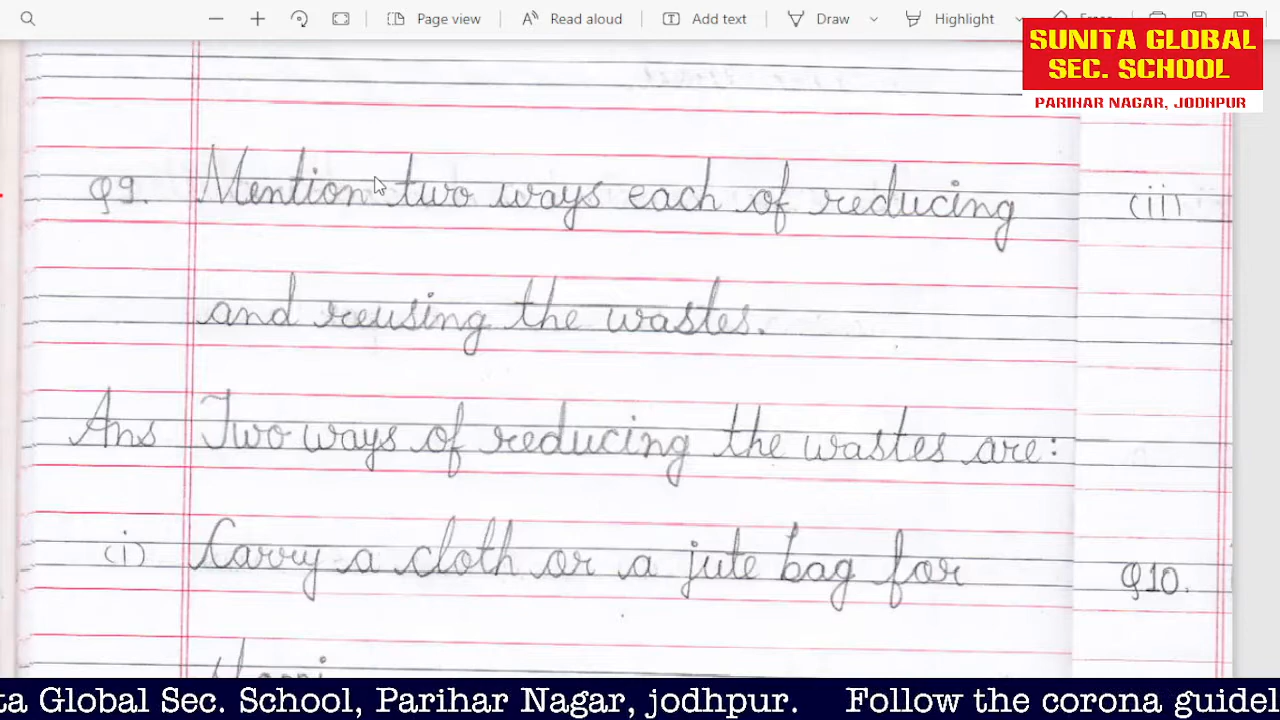 Page view
Read aloud
Add text
Draw
Highlight
SUNITA GLOBAL
SEC. SCHOOL
PARIHAR NAGAR, JODHPUR
Q9. Mention two ways each of reducing
and reusing the wastes.
Ans Two ways of reducing the wastes are:
(i) Carry a cloth or a jute bag for
(iii)
Q10.
ta Global Sec. School, Parihar Nagar, jodhpur. Follow the corona guidel